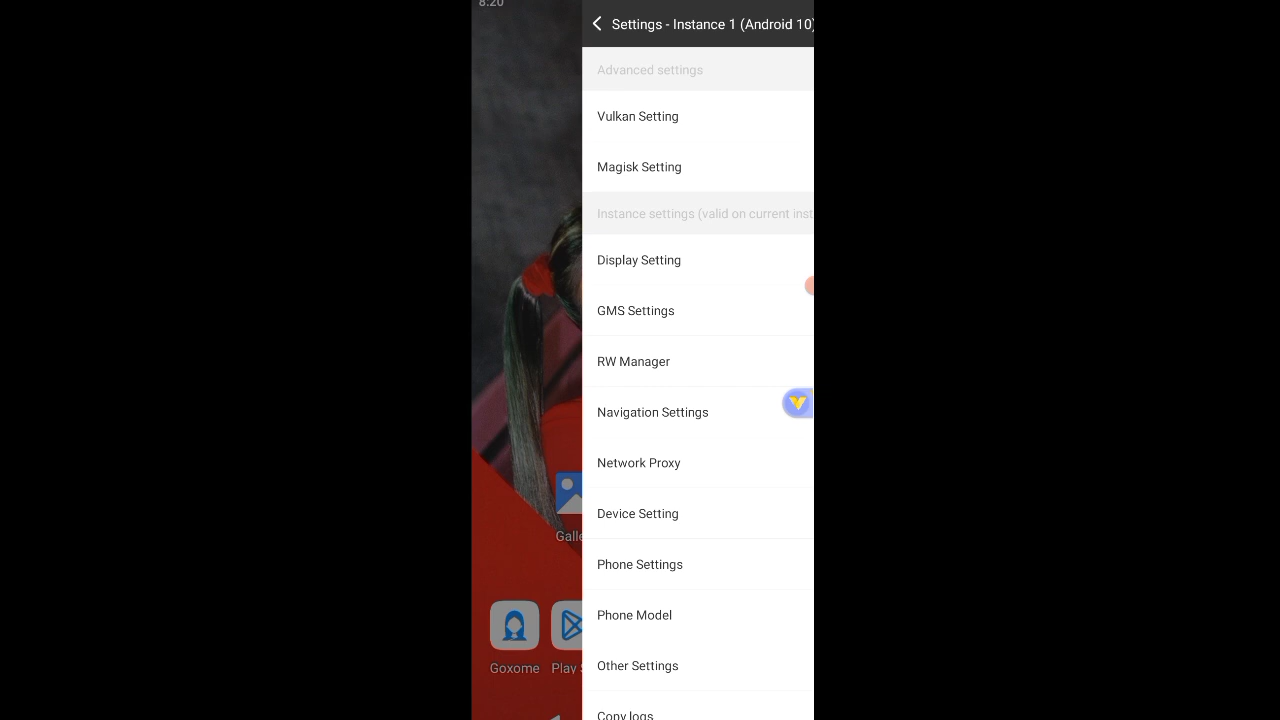 8:20
Settings - Instance 1 (Android 10)
Advanced settings
Vulkan Setting
Magisk Setting
Instance settings (valid on current inst
Display Setting
GMS Settings
RW Manager
Navigation Settings
Network Proxy
Device Setting
Phone Settings
Phone Model
Other Settings
Copy logs
Galle
Goxome
Play S